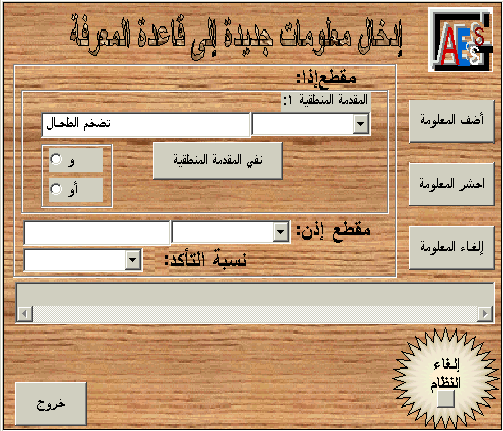 إدخال معلومات جديدة إلى قاعدة المعرفة
AES
مقطع إذا:
المقدمة المنطقية ١:
تضخم الطحال
أضف المعلومة
و
نفي المقدمة المنطقية
احشر المعلومة
أو
مقطع إذن:
إلغاء المعلومة
نسبة التأكد:
إلغاء
النظام
خروج